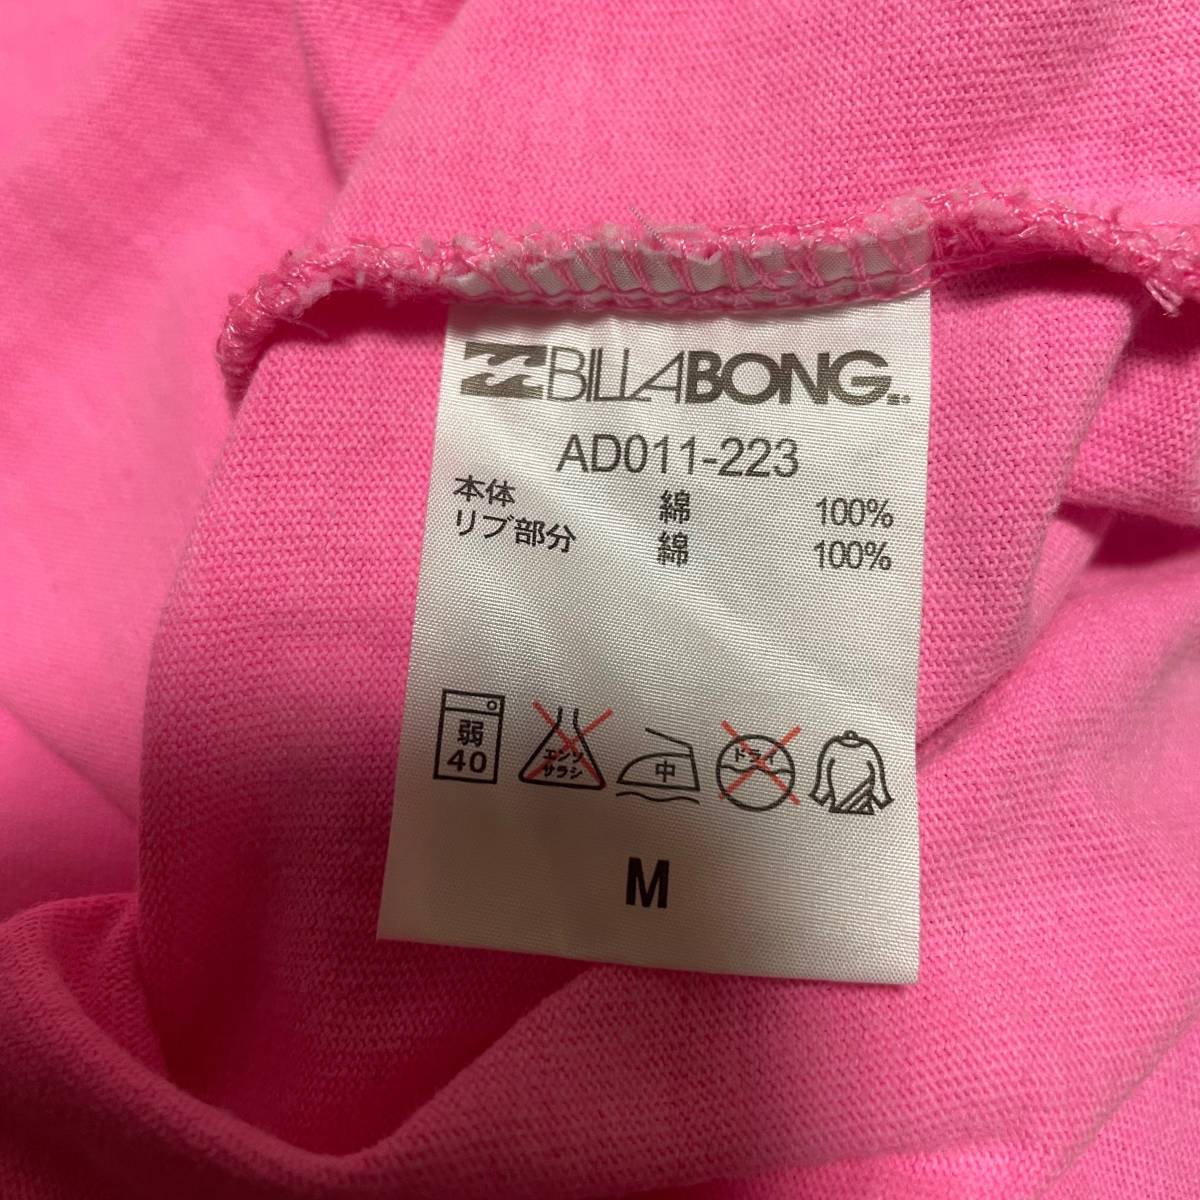 BILLABONG
AD011-223
本体 綿 100%
リブ部分 綿 100%
弱 40
エンソ サラシ
中
ドライ
M